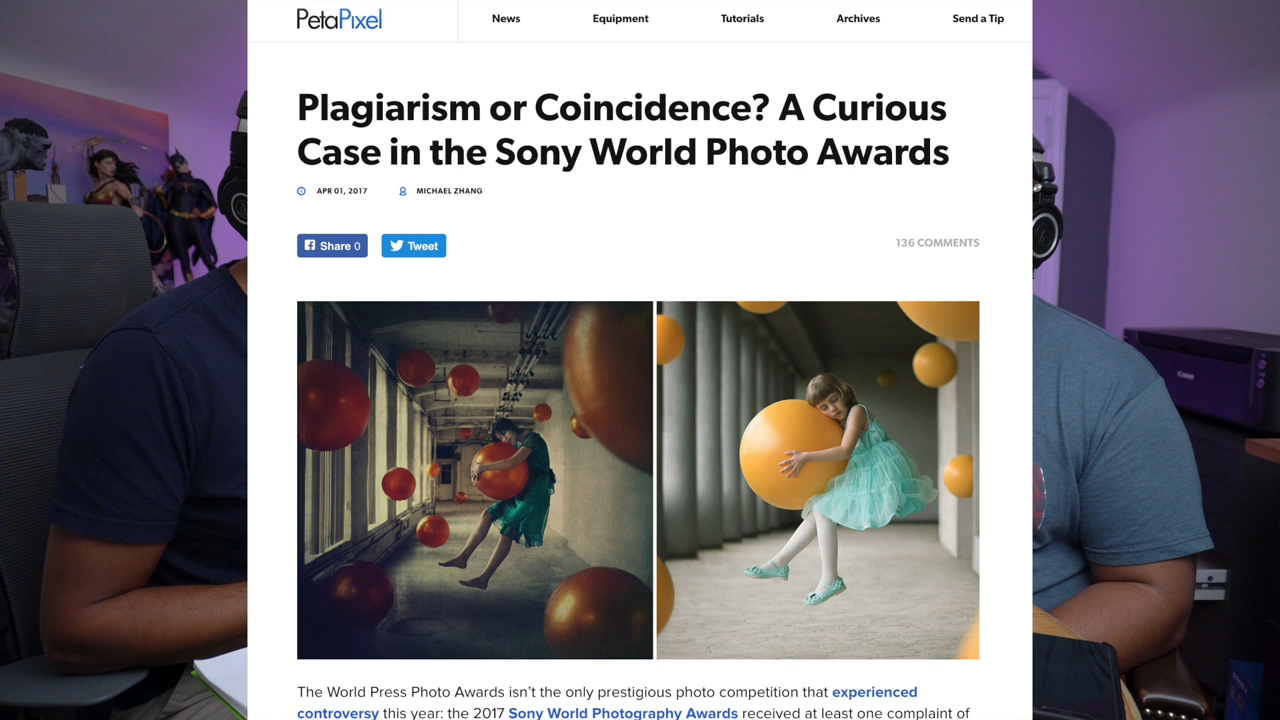 PetaPixel
News Equipment Tutorials Archives Send a Tip
Plagiarism or Coincidence? A Curious
Case in the Sony World Photo Awards
APR 01, 2017 MICHAEL ZHANG
Share 0 Tweet
136 COMMENTS
Canon
The World Press Photo Awards isn’t the only prestigious photo competition that experienced
controversy this year: the 2017 Sony World Photography Awards received at least one complaint of